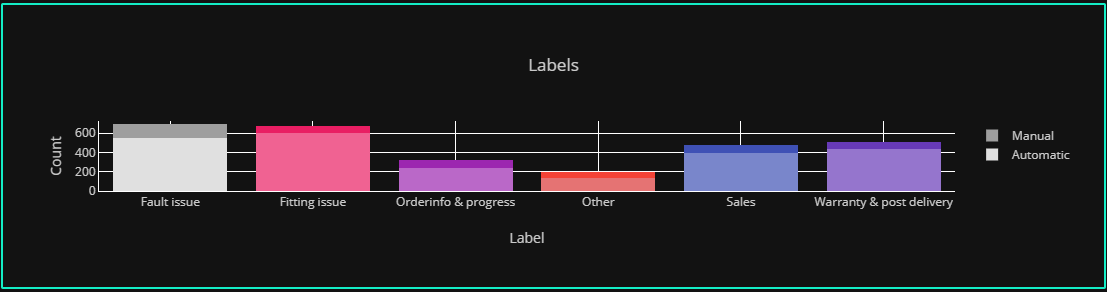 Labels
Count
600
400
200
0
Fault issue
Fitting issue
Orderinfo & progress
Other
Sales
Warranty & post delivery
Label
Manual
Automatic